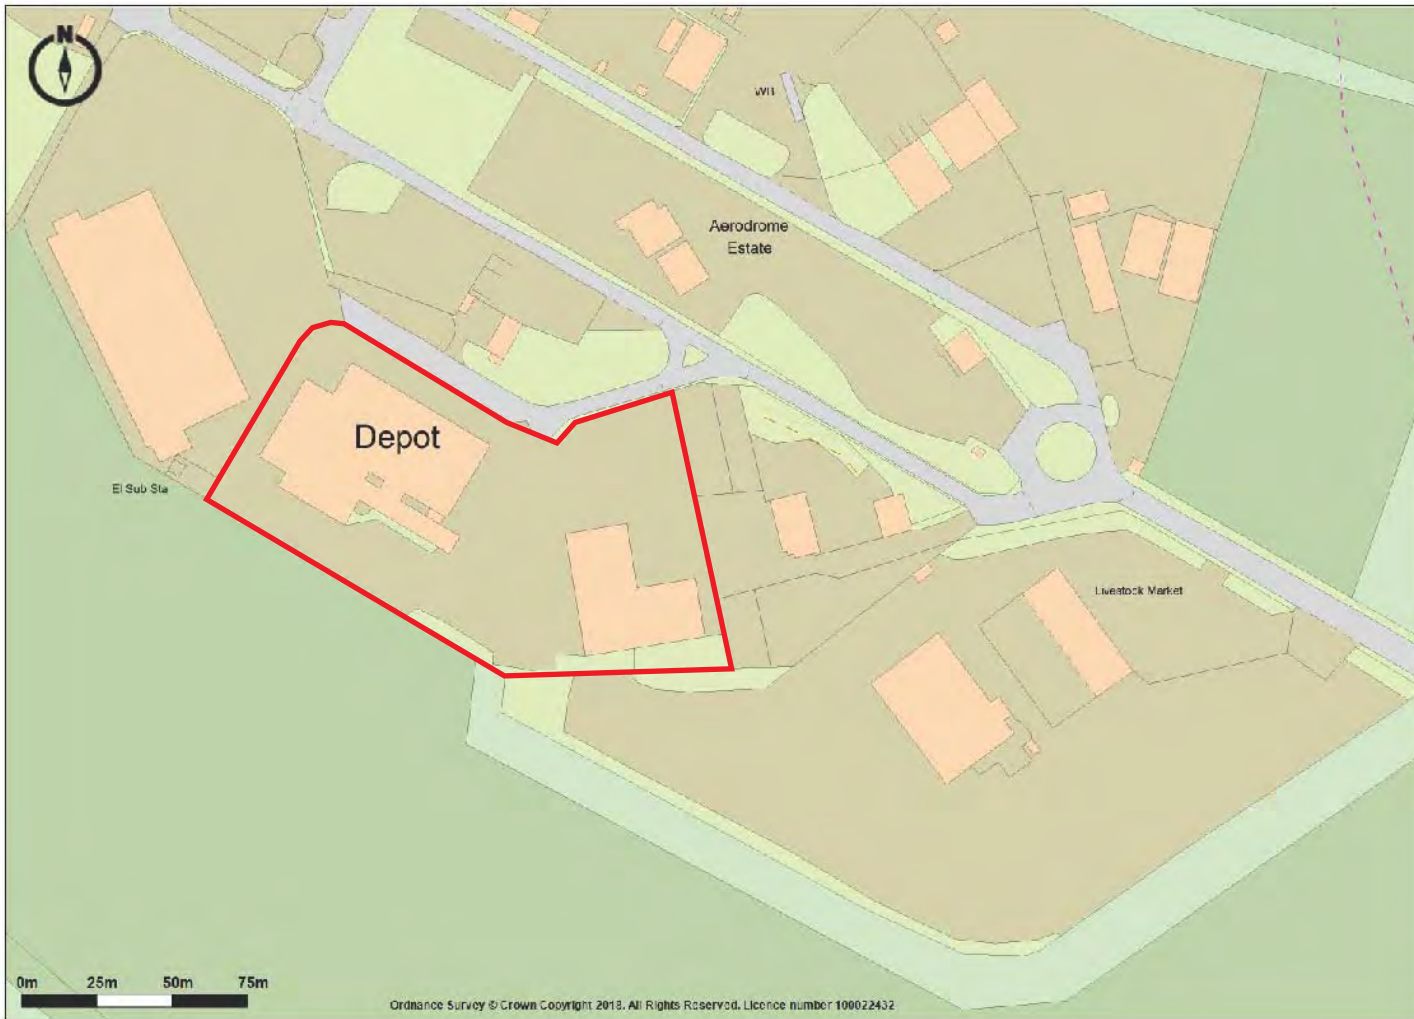 N
WB
Aerodrome
Estate
Depot
El Sub Sta
Livestock Market
0m 25m 50m 75m
Ordnance Survey © Crown Copyright 2018. All Rights Reserved. Licence number 100022432